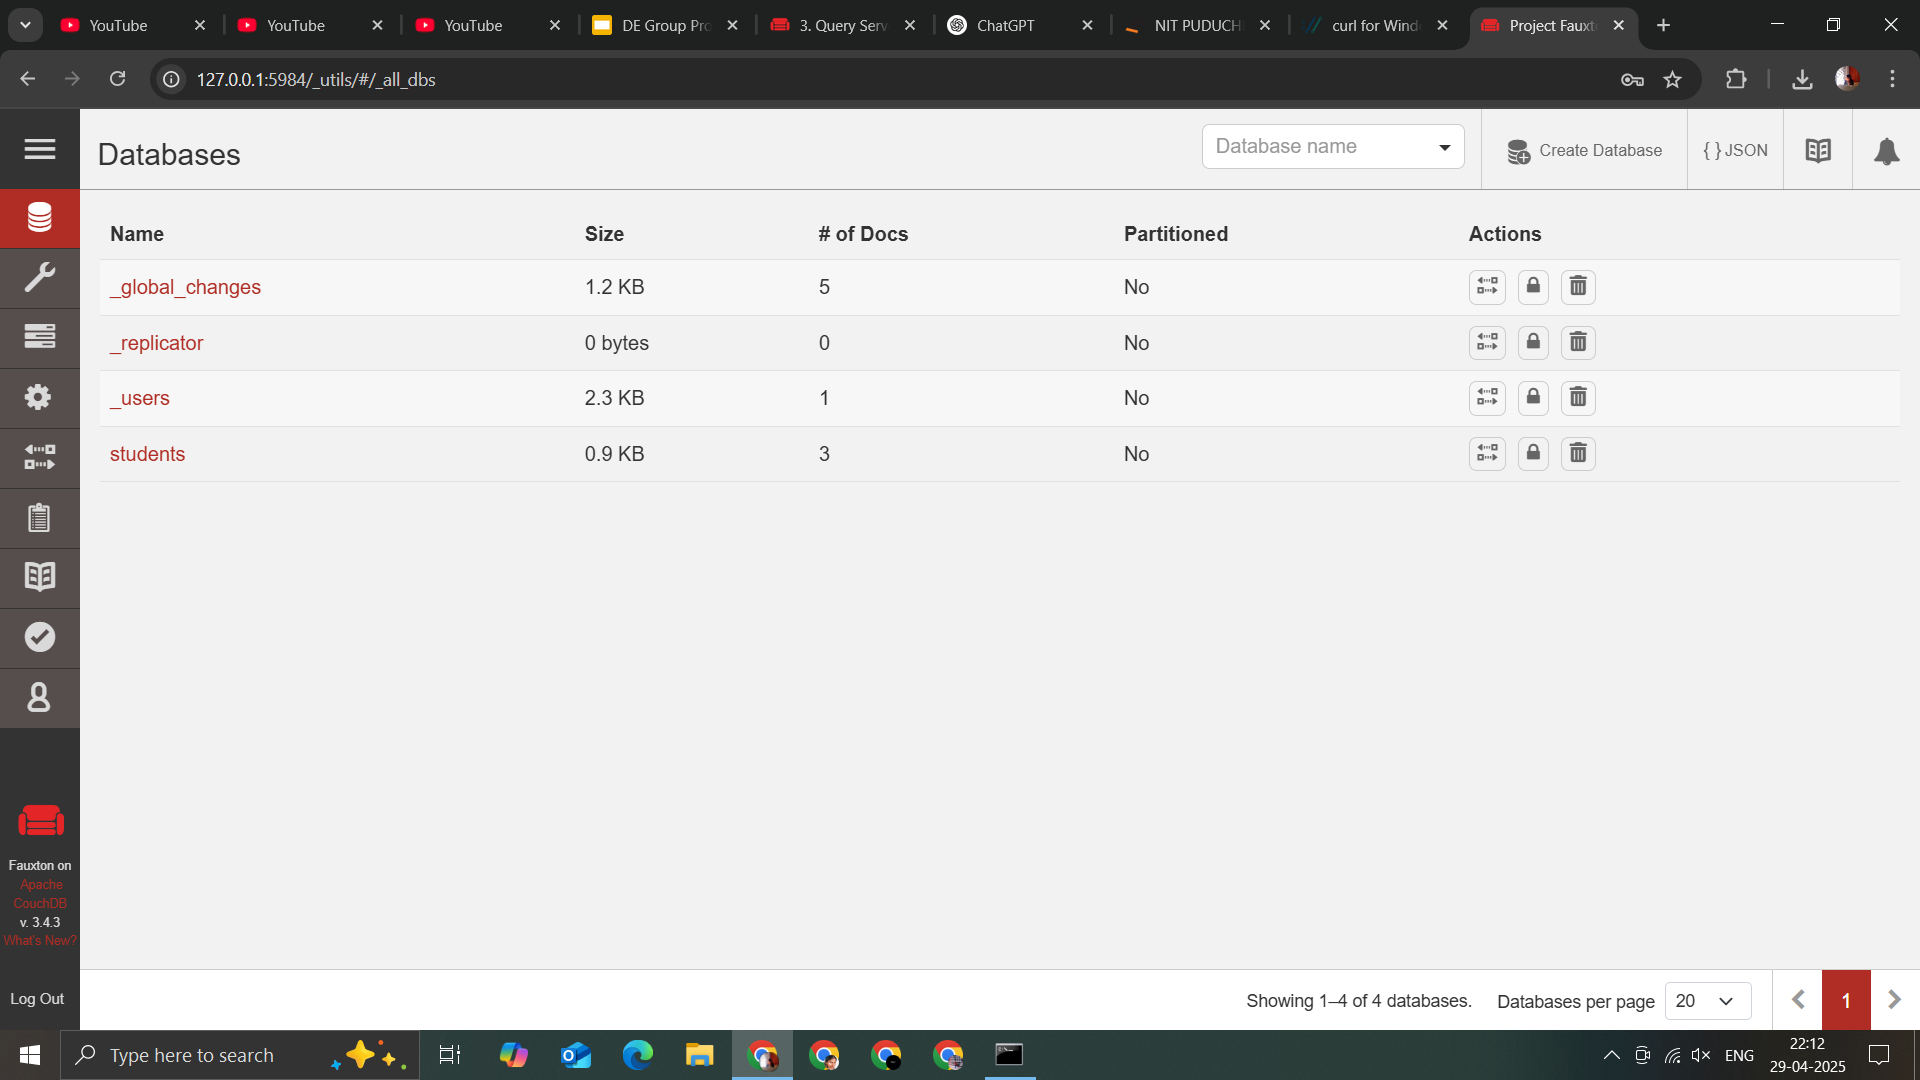 YouTube
YouTube
YouTube
DE Group Pro
3. Query Serv
ChatGPT
NIT PUDUCH
curl for Wind
Project Fauxt
127.0.0.1:5984/_utils/#/_all_dbs
Databases
Database name
Create Database
{ } JSON
Name Size # of Docs Partitioned Actions
_global_changes 1.2 KB 5 No
_replicator 0 bytes 0 No
_users 2.3 KB 1 No
students 0.9 KB 3 No
Fauxton on
Apache
CouchDB
v. 3.4.3
What's New?
Log Out
Showing 1–4 of 4 databases.
Databases per page 20
1
Type here to search
ENG
22:12
29-04-2025